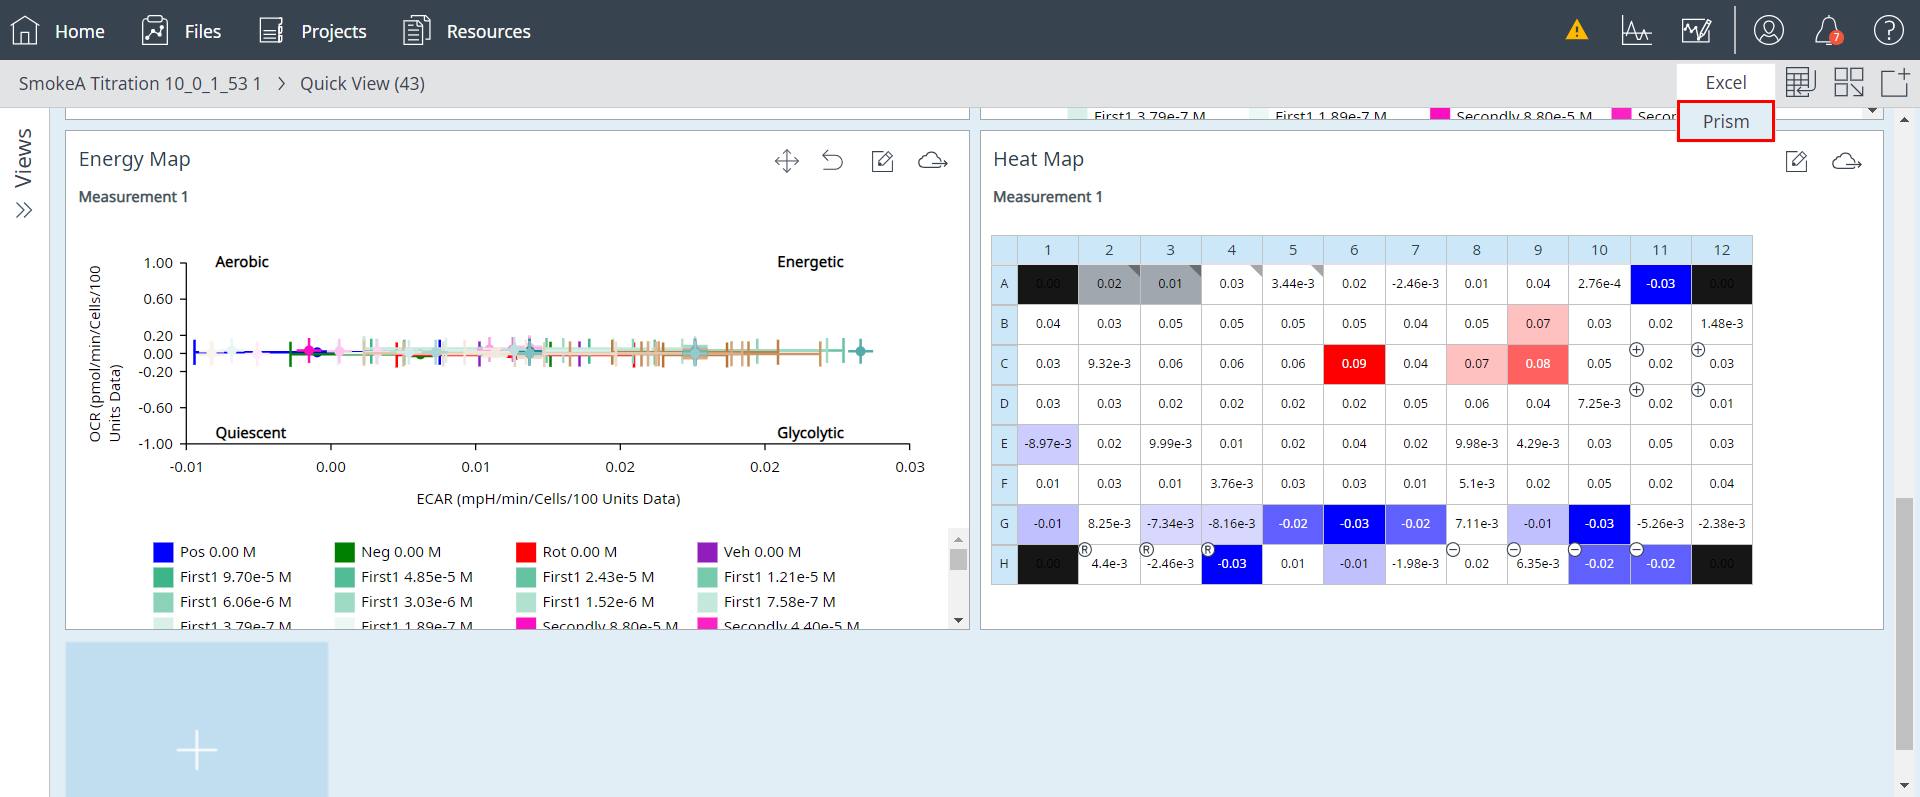 Home Files Projects Resources 7
SmokeA Titration 10_0_1_53 1 > Quick View (43) Excel
Prism
Views
First1 3.79e-7 M First1 1.89e-7 M Secondly 8.80e-5 M Secon
Energy Map
Measurement 1
OCR (pmol/min/Cells/100
Units Data)
1.00
0.60
0.20
0.00
-0.20
-0.60
-1.00
Aerobic Energetic
Quiescent Glycolytic
-0.01 0.00 0.01 0.02 0.02 0.03
ECAR (mpH/min/Cells/100 Units Data)
Pos 0.00 M Neg 0.00 M Rot 0.00 M Veh 0.00 M
First1 9.70e-5 M First1 4.85e-5 M First1 2.43e-5 M First1 1.21e-5 M
First1 6.06e-6 M First1 3.03e-6 M First1 1.52e-6 M First1 7.58e-7 M
First1 3.79e-7 M First1 1.89e-7 M Secondly 8.80e-5 M Secondly 4.40e-5 M
Heat Map
Measurement 1
1 2 3 4 5 6 7 8 9 10 11 12
A 0.00 0.02 0.01 0.03 3.44e-3 0.02 -2.46e-3 0.01 0.04 2.76e-4 -0.03 0.00
B 0.04 0.03 0.05 0.05 0.05 0.05 0.04 0.05 0.07 0.03 0.02 1.48e-3
C 0.03 9.32e-3 0.06 0.06 0.06 0.09 0.04 0.07 0.08 0.05 0.02 0.03
D 0.03 0.03 0.02 0.02 0.02 0.02 0.05 0.06 0.04 7.25e-3 0.02 0.01
E -8.97e-3 0.02 9.99e-3 0.01 0.02 0.04 0.02 9.98e-3 4.29e-3 0.03 0.05 0.03
F 0.01 0.03 0.01 3.76e-3 0.03 0.03 0.01 5.1e-3 0.02 0.05 0.02 0.04
G -0.01 8.25e-3 -7.34e-3 -8.16e-3 -0.02 -0.03 -0.02 7.11e-3 -0.01 -0.03 -5.26e-3 -2.38e-3
R R R
H 0.00 4.4e-3 -2.46e-3 -0.03 0.01 -0.01 -1.98e-3 0.02 6.35e-3 -0.02 -0.02 0.00